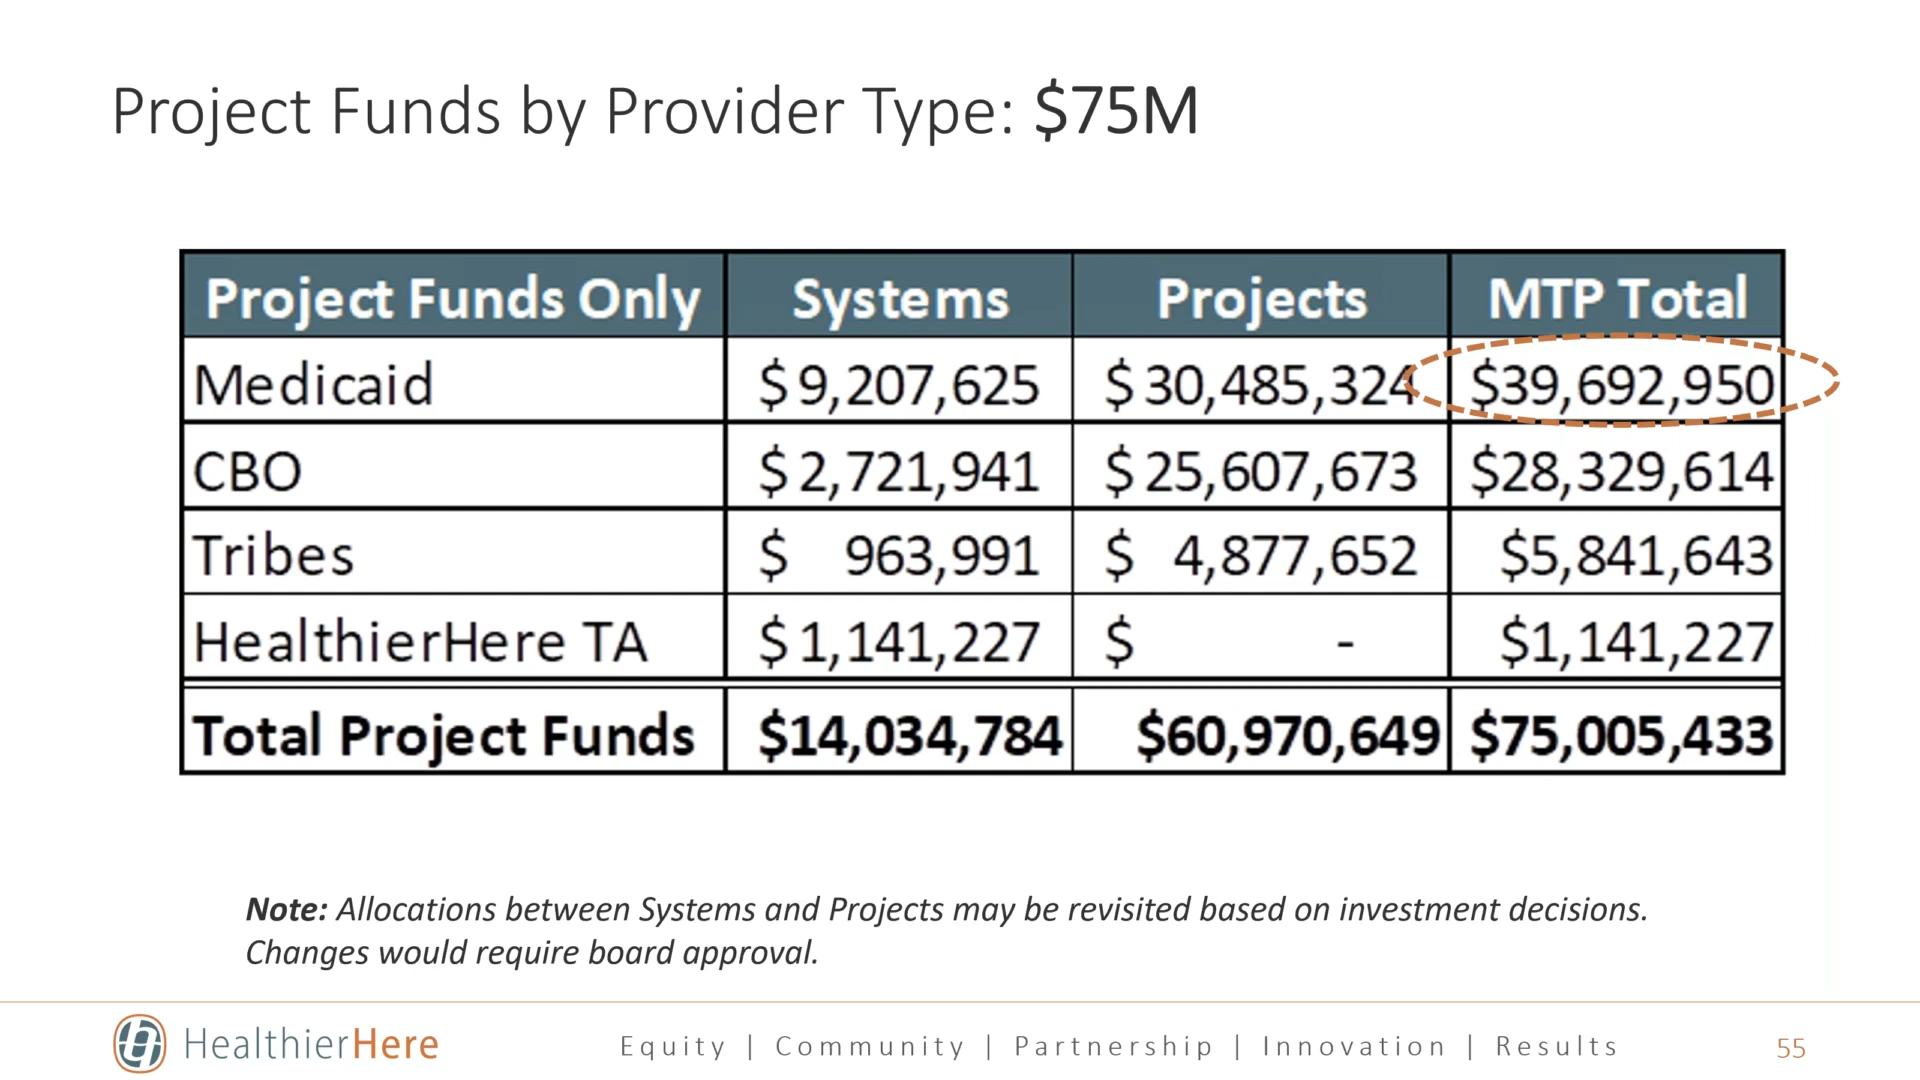 Project Funds by Provider Type: $75M
Project Funds Only Systems Projects MTP Total
Medicaid $ 9,207,625 $ 30,485,324 $39,692,950
CBO $ 2,721,941 $ 25,607,673 $28,329,614
Tribes $ 963,991 $ 4,877,652 $5,841,643
HealthierHere TA $ 1,141,227 $ - $1,141,227
Total Project Funds $14,034,784 $60,970,649 $75,005,433
Note: Allocations between Systems and Projects may be revisited based on investment decisions.
Changes would require board approval.
HealthierHere Equity | Community | Partnership | Innovation | Results 55